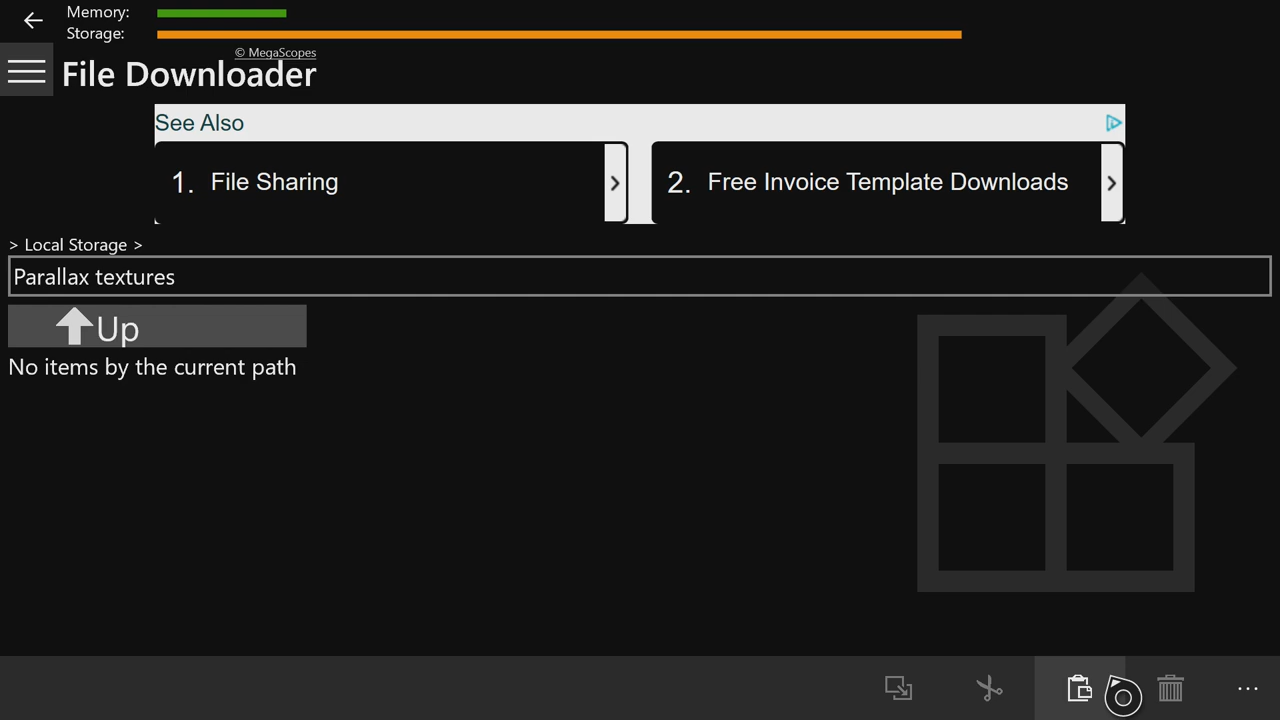 Memory:
Storage:
© MegaScopes
File Downloader
See Also
1. File Sharing
2. Free Invoice Template Downloads
> Local Storage >
Parallax textures
Up
No items by the current path